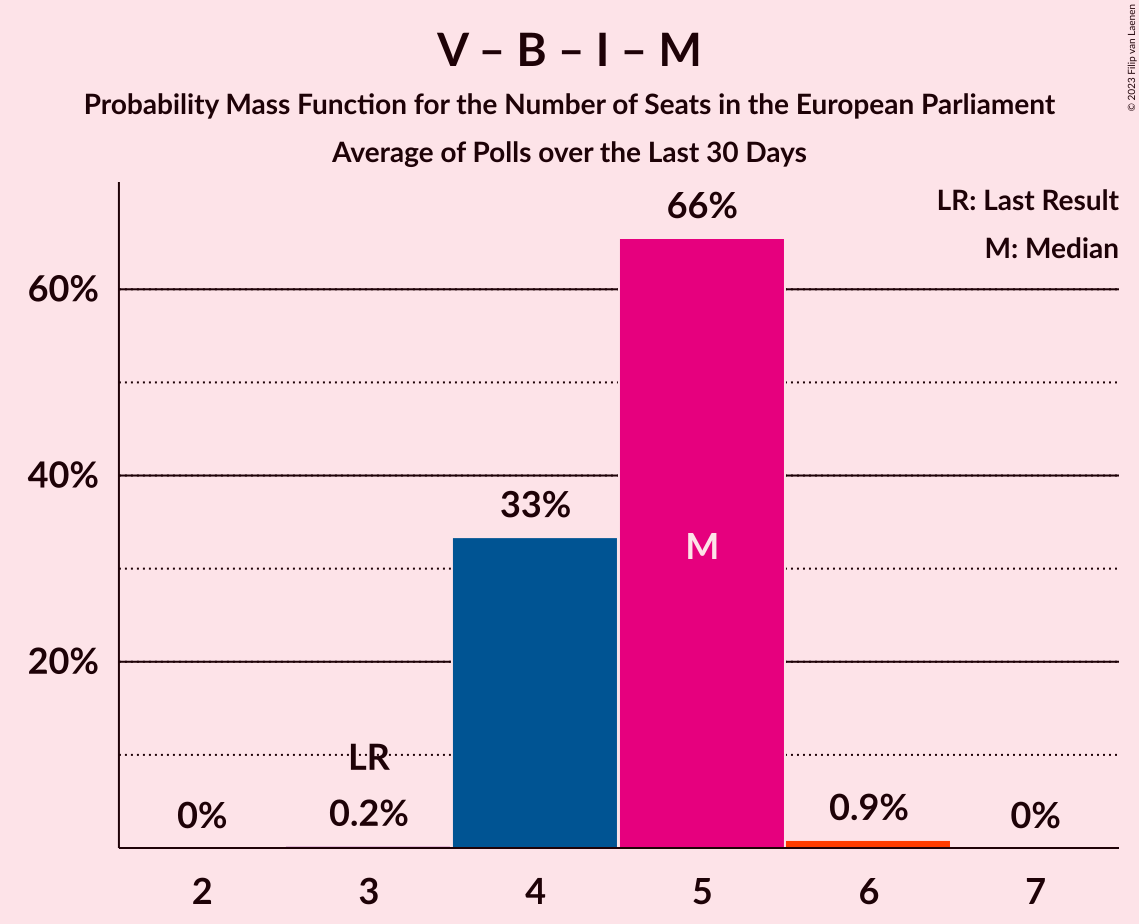 V – B – I – M
Probability Mass Function for the Number of Seats in the European Parliament
Average of Polls over the Last 30 Days
© 2023 Filip van Laenen
LR: Last Result
M: Median
66%
60%
40%
33%
M
20%
LR
0%
0.2%
0.9%
0%
2 3 4 5 6 7